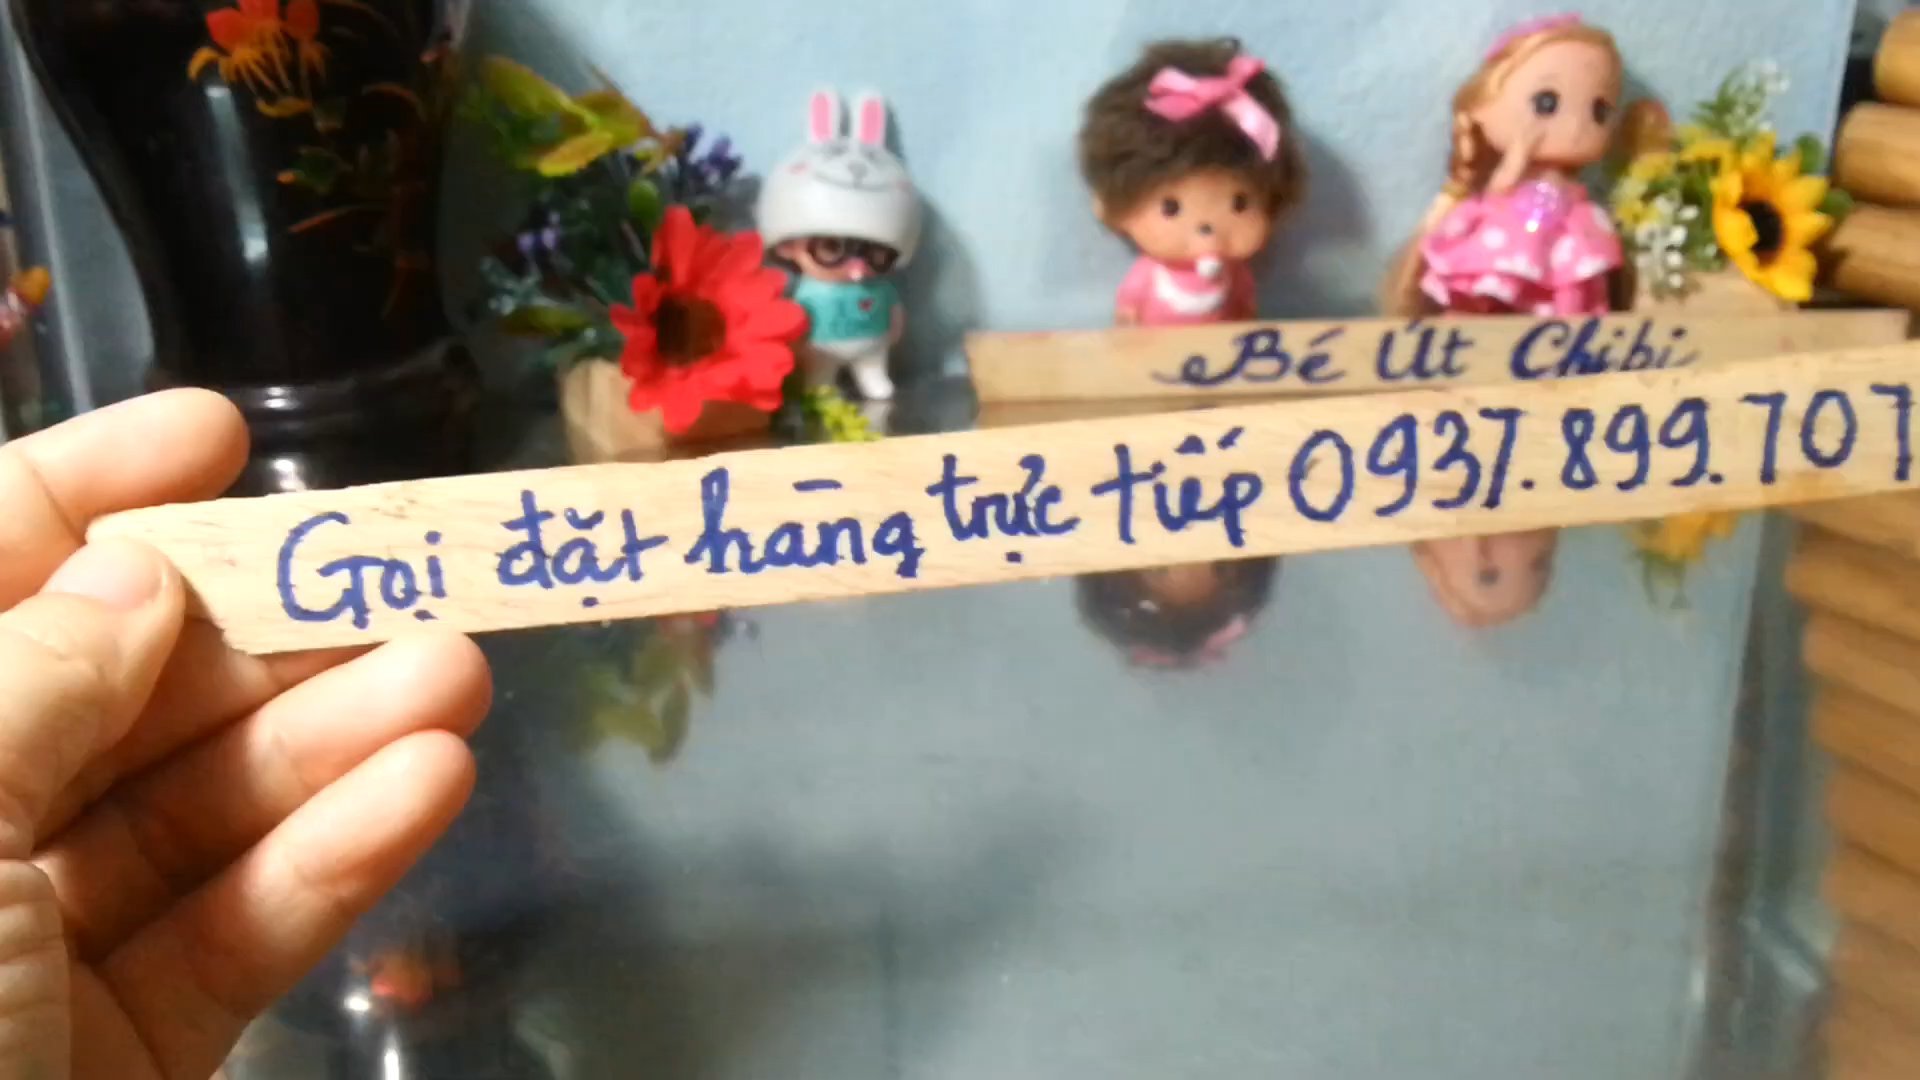 Bé Út Chibi
Gọi đặt hàng trực tiếp 0937.899.707